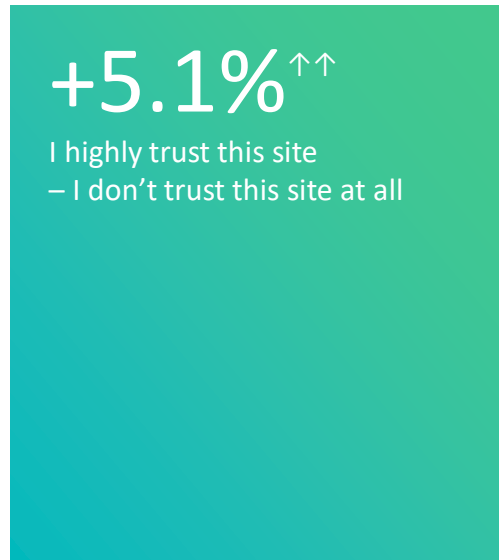 +5.1%↑↑
I highly trust this site
– I don’t trust this site at all